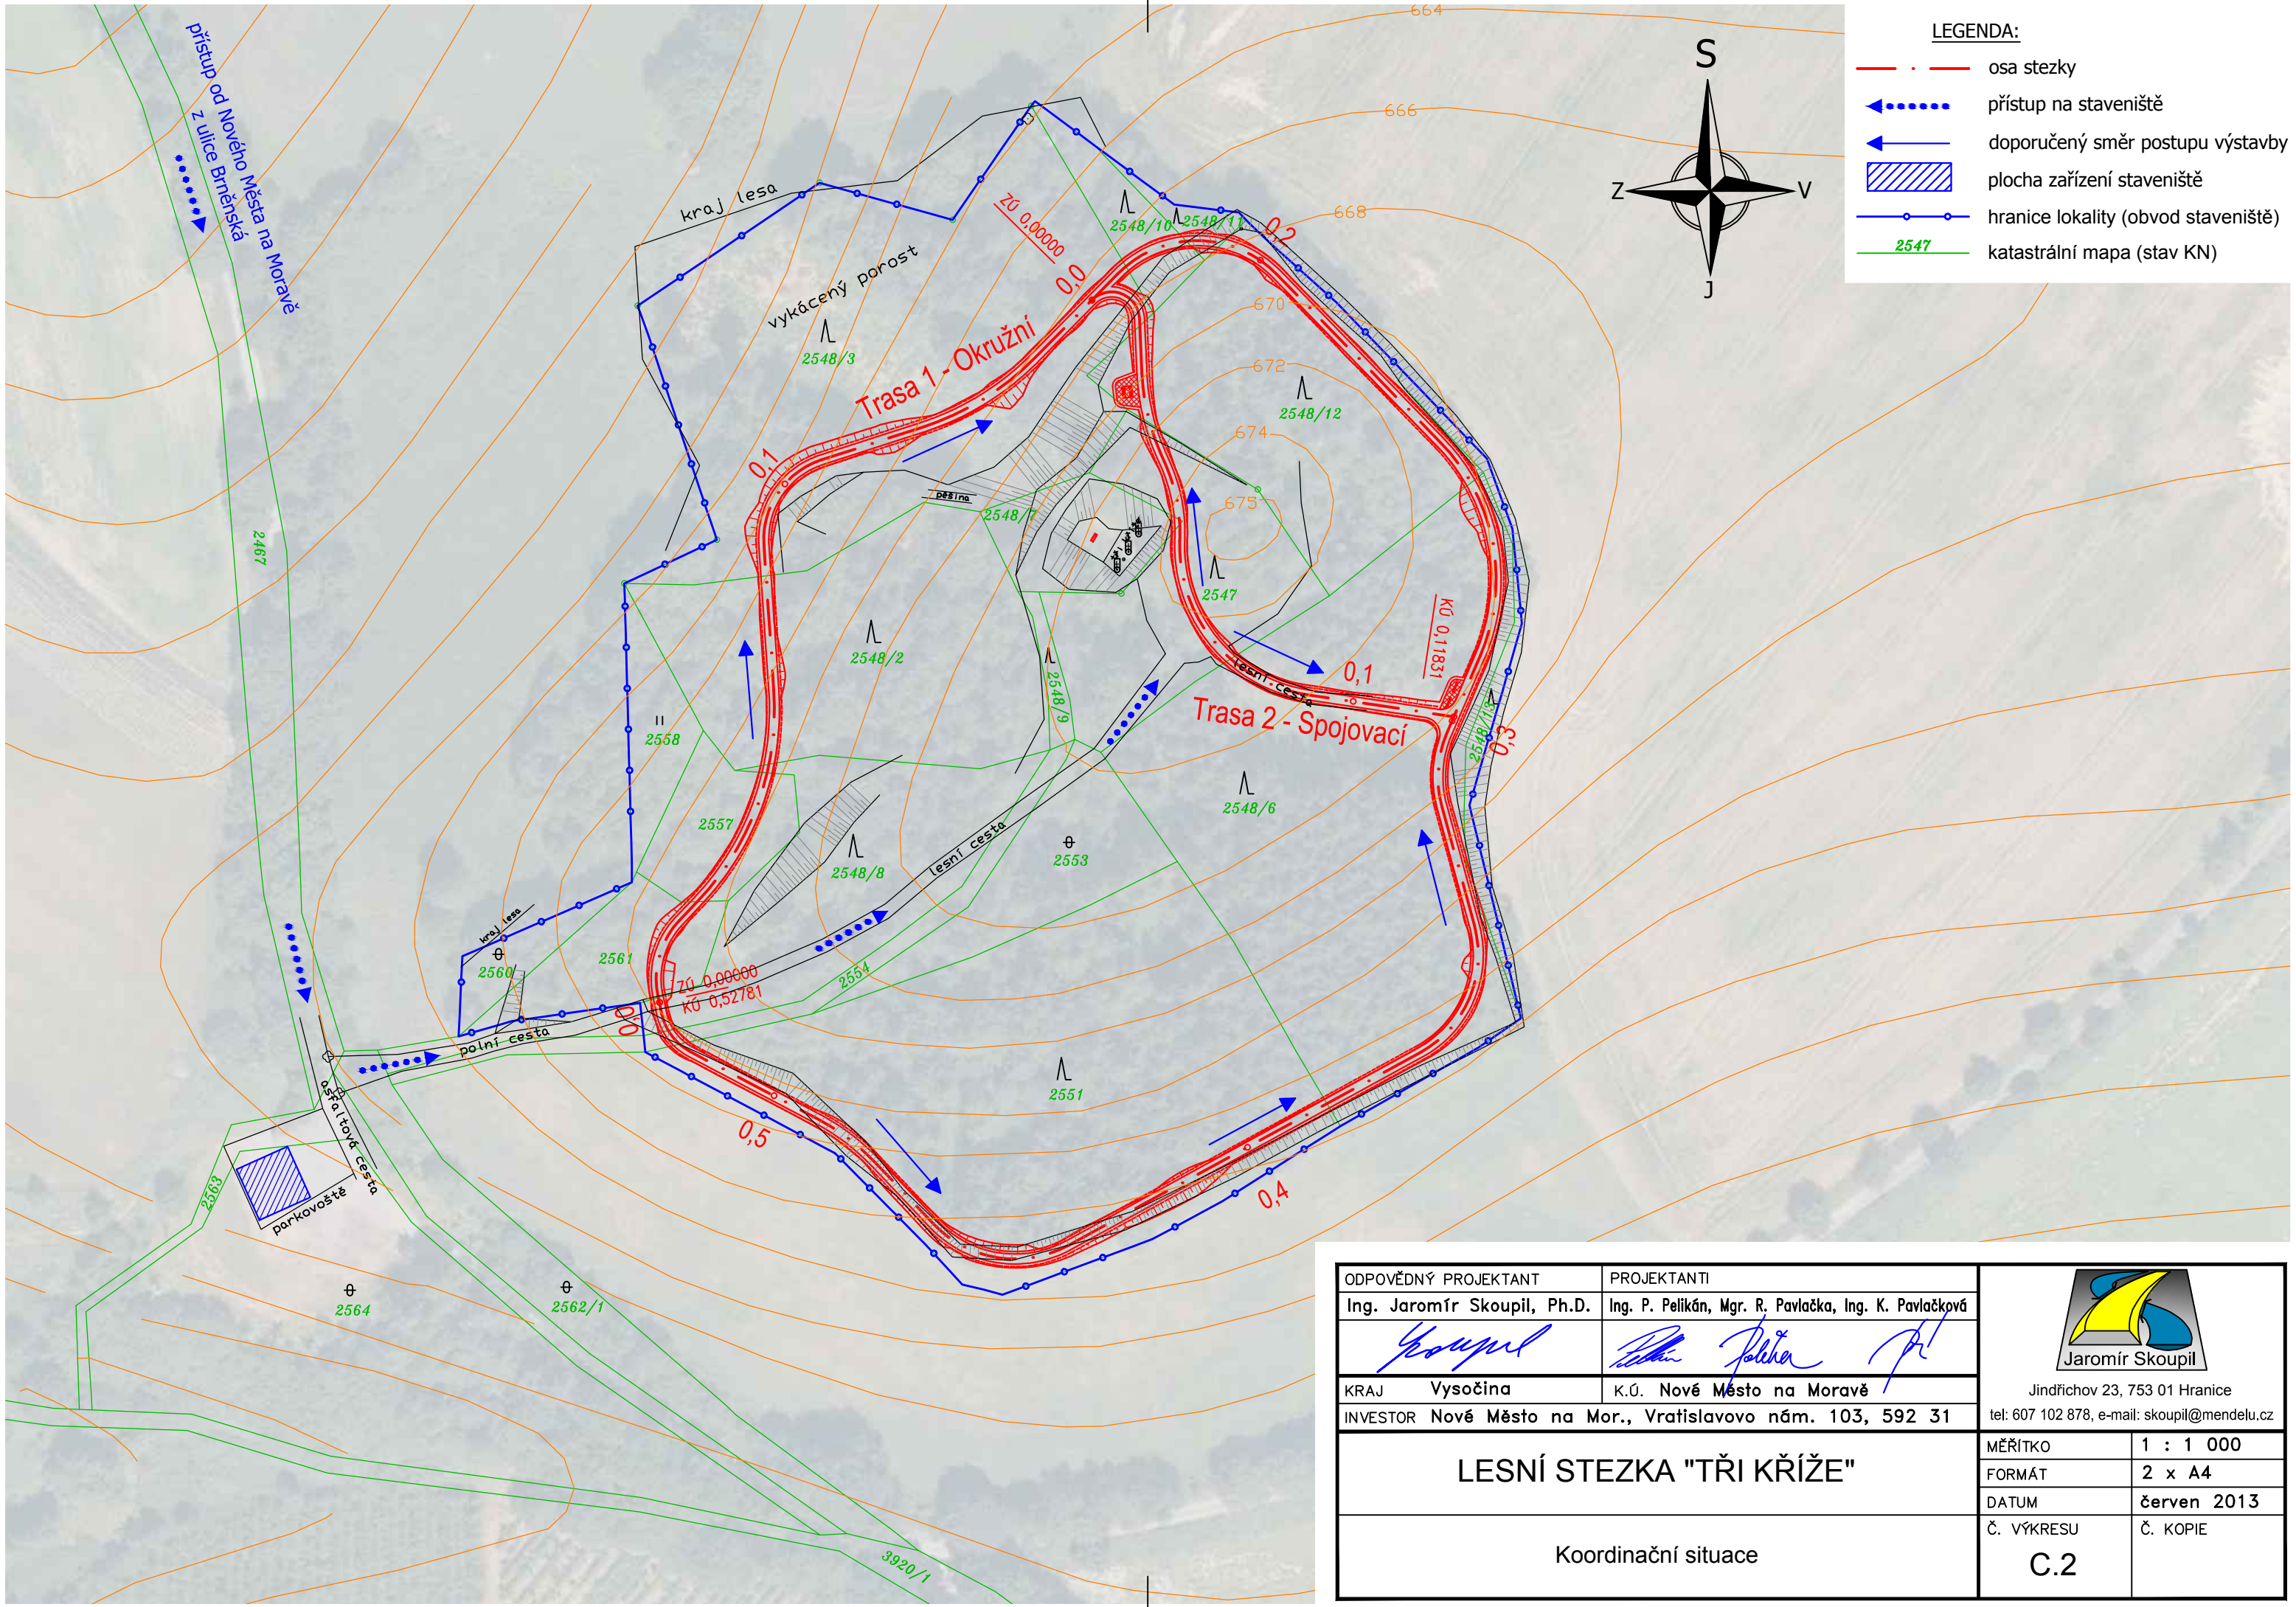 přístup od Nového Města na Moravě
z ulice Brněnská
664
666
668
670
672
674
675
S
Z
V
J
LEGENDA:
osa stezky
přístup na staveniště
doporučený směr postupu výstavby
plocha zařízení staveniště
hranice lokality (obvod staveniště)
2547
katastrální mapa (stav KN)
kraj lesa
vykácený porost
2548/3
2548/10
2548/11
ZÚ 0,00000
0,0
0,2
Trasa 1 - Okružní
2548/12
0,1
pěšina
2548/7
2467
2547
KÚ 0,11831
2548/2
2548/9
lesní cesta
0,1
Trasa 2 - Spojovací
2548/13
0,3
2558
2557
2548/6
2548/8
lesní cesta
2553
kraj lesa
2560
2561
ZÚ 0,00000
KÚ 0,52781
0,0
2554
polní cesta
2551
asfaltová cesta
0,5
0,4
2563
parkovoště
2564
2562/1
3920/1
ODPOVĚDNÝ PROJEKTANT
PROJEKTANTI
Ing. Jaromír Skoupil, Ph.D.
Ing. P. Pelikán, Mgr. R. Pavlačka, Ing. K. Pavlačková
KRAJ Vysočina
K.Ú. Nové Město na Moravě
INVESTOR Nové Město na Mor., Vratislavovo nám. 103, 592 31
Jaromír Skoupil
Jindřichov 23, 753 01 Hranice
tel: 607 102 878, e-mail: skoupil@mendelu.cz
LESNÍ STEZKA "TŘI KŘÍŽE"
Koordinační situace
MĚŘÍTKO 1 : 1 000
FORMÁT 2 x A4
DATUM červen 2013
Č. VÝKRESU
Č. KOPIE
C.2